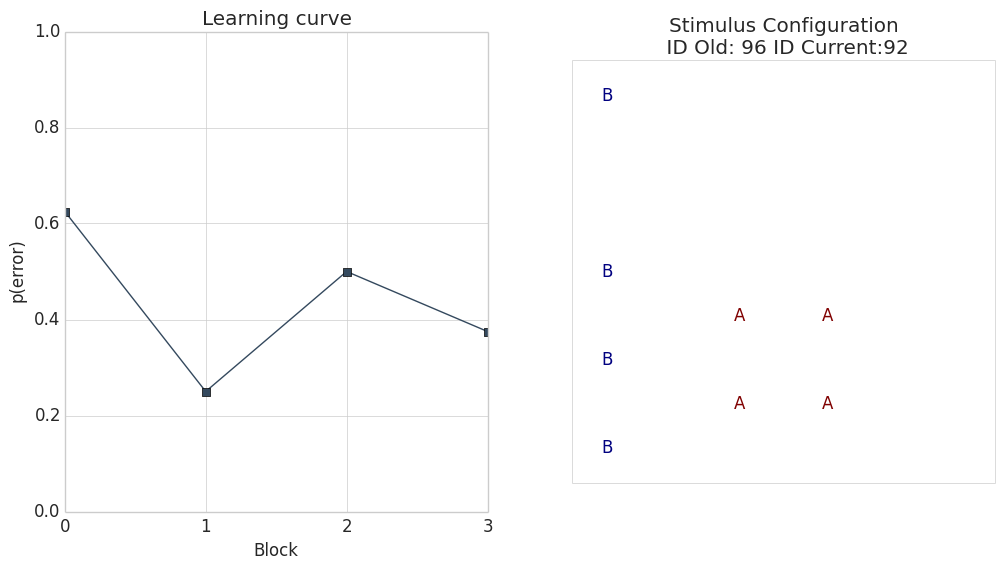 Learning curve
1.0
0.8
0.6
0.4
0.2
0.0
p(error)
0 1 2 3
Block
Stimulus Configuration
ID Old: 96 ID Current:92
B
B
A A
B
A A
B